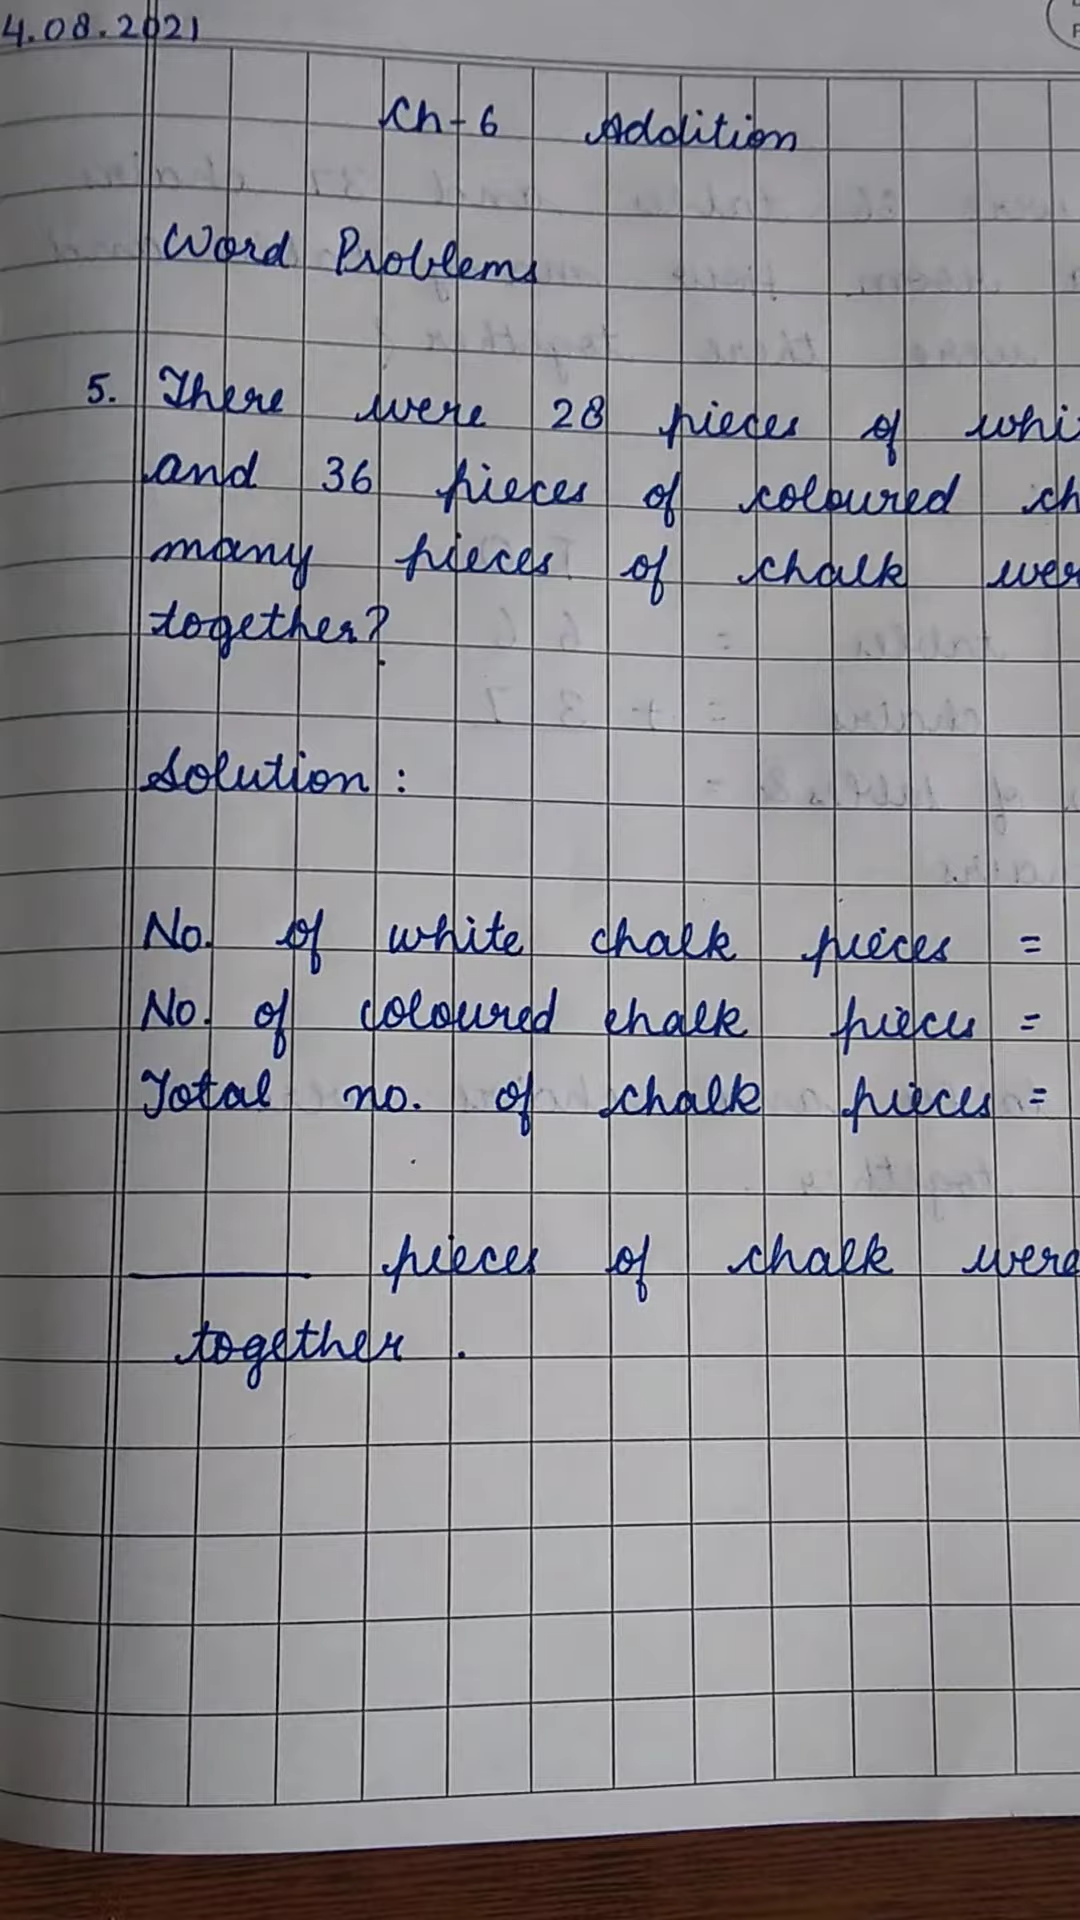 4.08.2021
Ch-6 Addition
Word Problems
5. There were 28 pieces of whi
and 36 pieces of coloured ch
many pieces of chalk wer
together?
Solution :
No. of white chalk pieces =
No. of coloured chalk pieces =
Total no. of chalk pieces =
______ pieces of chalk were
together .